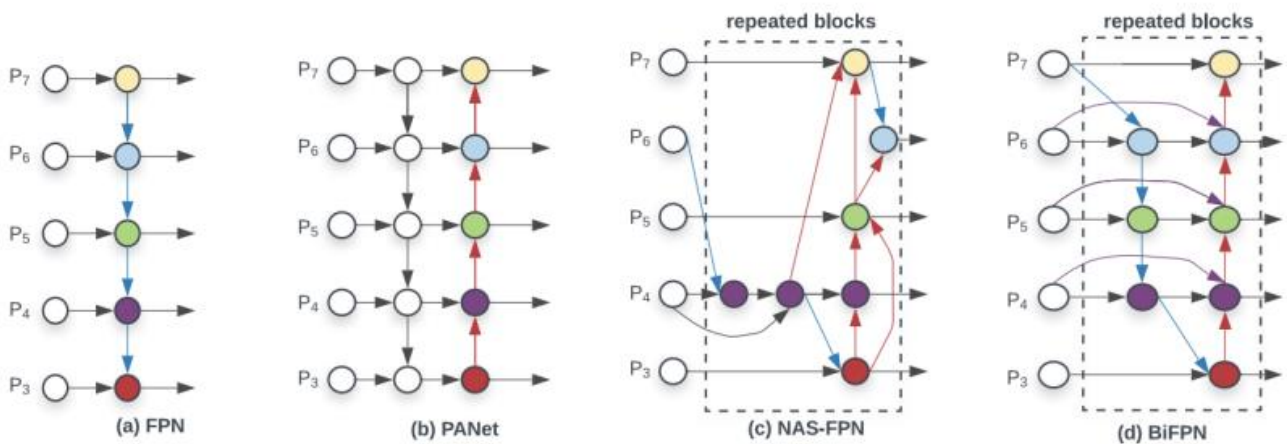 repeated blocks
repeated blocks
P7
P6
P5
P4
P3
(a) FPN
P7
P6
P5
P4
P3
(b) PANet
P7
P6
P5
P4
P3
(c) NAS-FPN
P7
P6
P5
P4
P3
(d) BiFPN